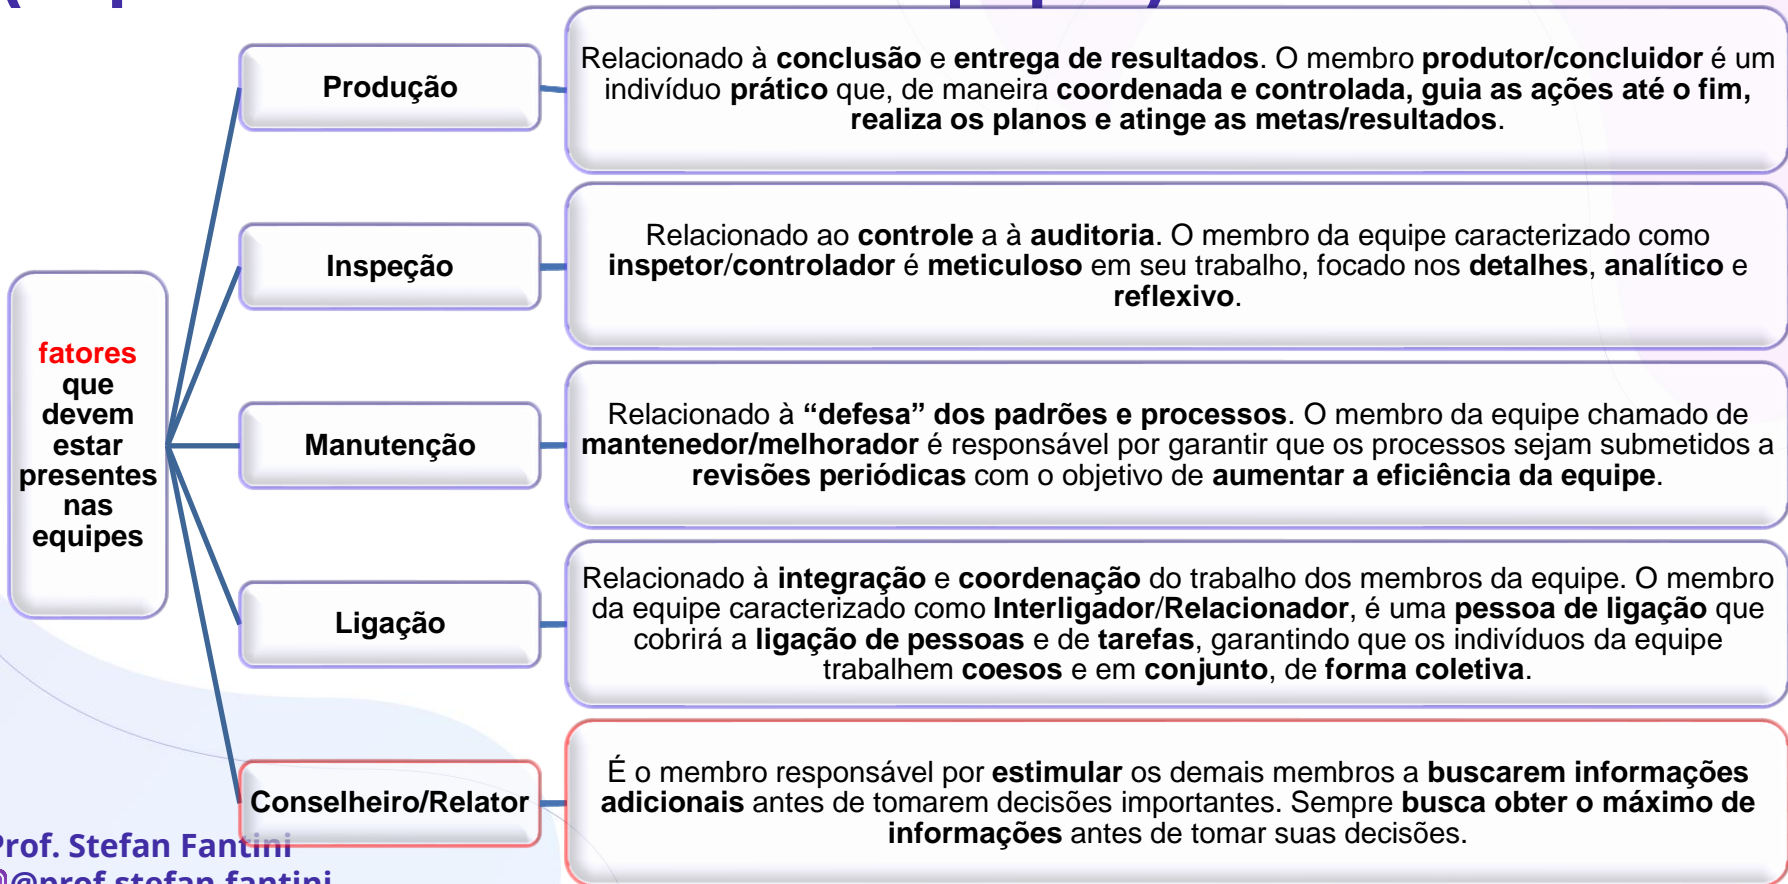 Produção
Relacionado à conclusão e entrega de resultados. O membro produtor/concluidor é um
indivíduo prático que, de maneira coordenada e controlada, guia as ações até o fim,
realiza os planos e atinge as metas/resultados.
Inspeção
Relacionado ao controle a à auditoria. O membro da equipe caracterizado como
inspetor/controlador é meticuloso em seu trabalho, focado nos detalhes, analítico e
reflexivo.
fatores
que
devem
estar
presentes
nas
equipes
Manutenção
Relacionado à “defesa” dos padrões e processos. O membro da equipe chamado de
mantenedor/melhorador é responsável por garantir que os processos sejam submetidos a
revisões periódicas com o objetivo de aumentar a eficiência da equipe.
Ligação
Relacionado à integração e coordenação do trabalho dos membros da equipe. O membro
da equipe caracterizado como Interligador/Relacionador, é uma pessoa de ligação que
cobrirá a ligação de pessoas e de tarefas, garantindo que os indivíduos da equipe
trabalhem coesos e em conjunto, de forma coletiva.
Conselheiro/Relator
É o membro responsável por estimular os demais membros a buscarem informações
adicionais antes de tomarem decisões importantes. Sempre busca obter o máximo de
informações antes de tomar suas decisões.
Prof. Stefan Fantini
@prof.stefan.fantini